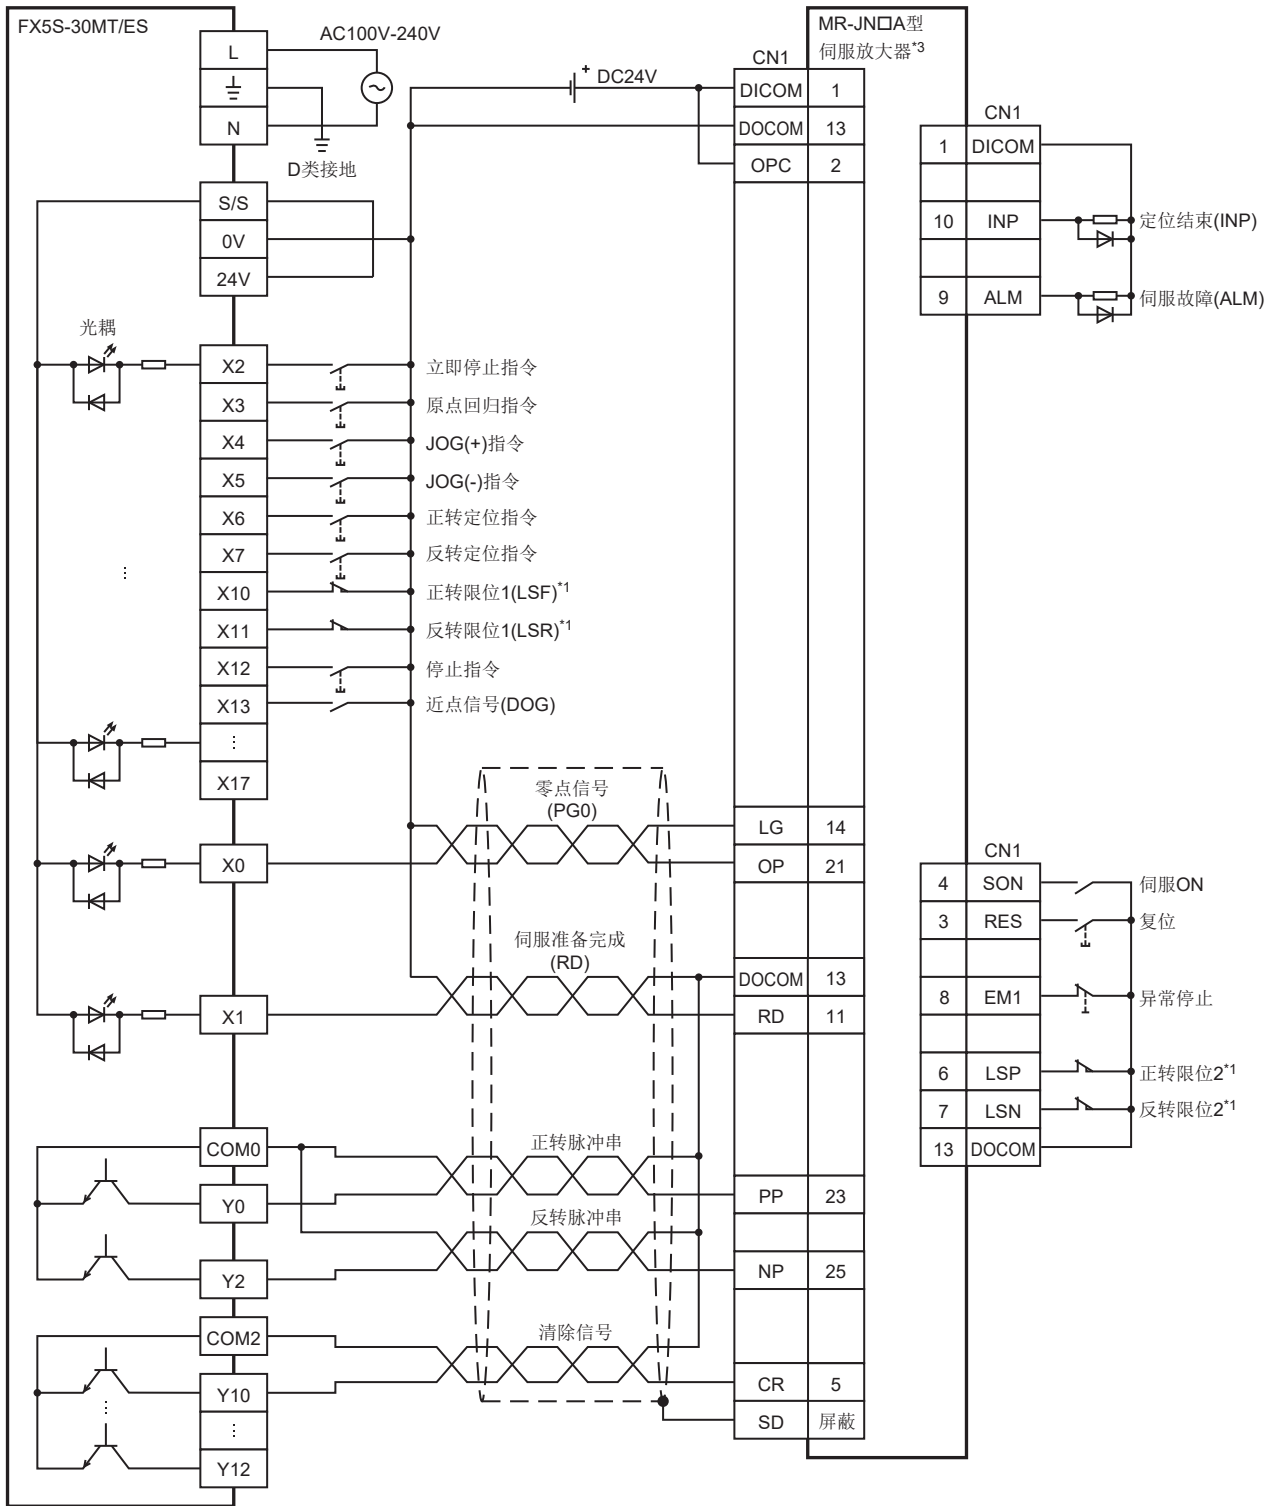 FX5S-30MT/ES
L
N
AC100V-240V
D类接地
S/S
0V
24V
光耦
X2 立即停止指令
X3 原点回归指令
X4 JOG(+)指令
X5 JOG(-)指令
X6 正转定位指令
X7 反转定位指令
X10 正转限位1(LSF)*1
X11 反转限位1(LSR)*1
X12 停止指令
X13 近点信号(DOG)
⋮
X17
X0
X1
COM0
Y0
Y2
COM2
Y10
⋮
Y12
零点信号
(PG0)
伺服准备完成
(RD)
正转脉冲串
反转脉冲串
清除信号
+ DC24V
MR-JN□A型
伺服放大器*3
CN1
DICOM 1
DOCOM 13
OPC 2
LG 14
OP 21
DOCOM 13
RD 11
PP 23
NP 25
CR 5
SD 屏蔽
CN1
1 DICOM
10 INP 定位结束(INP)
9 ALM 伺服故障(ALM)
CN1
4 SON 伺服ON
3 RES 复位
8 EM1 异常停止
6 LSP 正转限位2*1
7 LSN 反转限位2*1
13 DOCOM